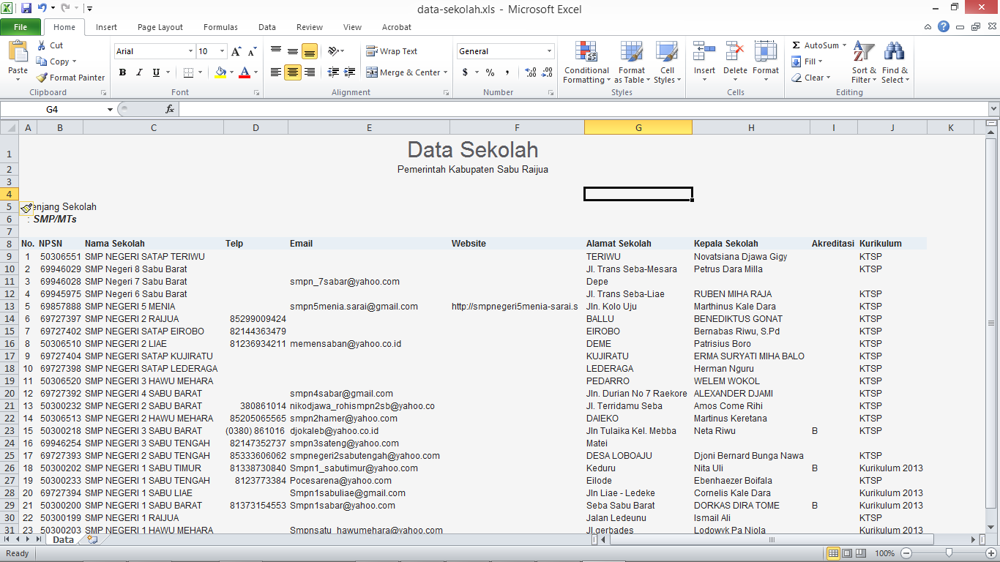 data-sekolah.xls - Microsoft Excel
File Home Insert Page Layout Formulas Data Review View Acrobat
Paste Cut Copy Format Painter Clipboard
Arial 10 B I U Font
Wrap Text Merge & Center Alignment
General $ % , Number
Conditional Formatting Format as Table Cell Styles Styles
Insert Delete Format Cells
AutoSum Fill Clear Sort & Filter Find & Select Editing
G4 fx
A B C D E F G H I J K
1 Data Sekolah
2 Pemerintah Kabupaten Sabu Raijua
3
4
5 enjang Sekolah
6 : SMP/MTs
7
8 No. NPSN Nama Sekolah Telp Email Website Alamat Sekolah Kepala Sekolah Akreditasi Kurikulum
9 1 50306551 SMP NEGERI SATAP TERIWU TERIWU Novatsiana Djawa Gigy KTSP
10 2 69946029 SMP Negeri 8 Sabu Barat Jl. Trans Seba-Mesara Petrus Dara Milla KTSP
11 3 69946028 SMP Negeri 7 Sabu Barat smpn_7sabar@yahoo.com Depe
12 4 69945975 SMP Negeri 6 Sabu Barat Jl. Trans Seba-Liae RUBEN MIHA RAJA KTSP
13 5 69857888 SMP NEGERI 5 MENIA smpn5menia.sarai@gmail.com http://smpnegeri5menia-sarai.s Jln. Kolo Uju Marthinus Kale Dara KTSP
14 6 69727397 SMP NEGERI 2 RAIJUA 85299009424 BALLU BENEDIKTUS GONAT KTSP
15 7 69727402 SMP NEGERI SATAP EIROBO 82144363479 EIROBO Bernabas Riwu, S.Pd KTSP
16 8 50306510 SMP NEGERI 2 LIAE 81236934211 memensaban@yahoo.co.id DEME Patrisius Boro KTSP
17 9 69727404 SMP NEGERI SATAP KUJIRATU KUJIRATU ERMA SURYATI MIHA BALO KTSP
18 10 69727398 SMP NEGERI SATAP LEDERAGA LEDERAGA Herman Nguru KTSP
19 11 50306520 SMP NEGERI 3 HAWU MEHARA PEDARRO WELEM WOKOL KTSP
20 12 69727392 SMP NEGERI 4 SABU BARAT smpn4sabar@gmail.com Jln. Durian No 7 Raekore ALEXANDER DJAMI KTSP
21 13 50300232 SMP NEGERI 2 SABU BARAT 380861014 nikodjawa_rohismpn2sb@yahoo.co Jl. Terridamu Seba Amos Come Rihi KTSP
22 14 50306513 SMP NEGERI 2 HAWU MEHARA 85205065565 smpn2hamer@yahoo.com DAIEKO Martinus Keretana KTSP
23 15 50300218 SMP NEGERI 3 SABU BARAT (0380) 861016 djokaleb@yahoo.co.id Jln Tulaika Kel. Mebba Neta Riwu B KTSP
24 16 69946254 SMP NEGERI 3 SABU TENGAH 82147352737 smpn3sateng@yahoo.com Matei
25 17 69727393 SMP NEGERI 2 SABU TENGAH 85333606062 smpnegeri2sabutengah@yahoo.com DESA LOBOAJU Djoni Bernard Bunga Nawa KTSP
26 18 50300202 SMP NEGERI 1 SABU TIMUR 81338730840 Smpn1_sabutimur@yahoo.com Keduru Nita Uli B Kurikulum 2013
27 19 50300233 SMP NEGERI 1 SABU TENGAH 8123773384 Pocesarena@yahoo.com Eilode Ebenhaezer Boifala KTSP
28 20 69727394 SMP NEGERI 1 SABU LIAE Smpn1sabuliae@gmail.com Jln Liae - Ledeke Cornelis Kale Dara Kurikulum 2013
29 21 50300200 SMP NEGERI 1 SABU BARAT 81373154553 Smpn1sabar@yahoo.com Seba Sabu Barat DORKAS DIRA TOME B Kurikulum 2013
30 22 50300199 SMP NEGERI 1 RAIJUA Jalan Ledeunu Ismail Ali KTSP
31 23 50300203 SMP NEGERI 1 HAWU MEHARA Smpnsatu_hawumehara@yahoo.com Jl gerbades Lodowyk Pa Niola Kurikulum 2013
Data
Ready 100%